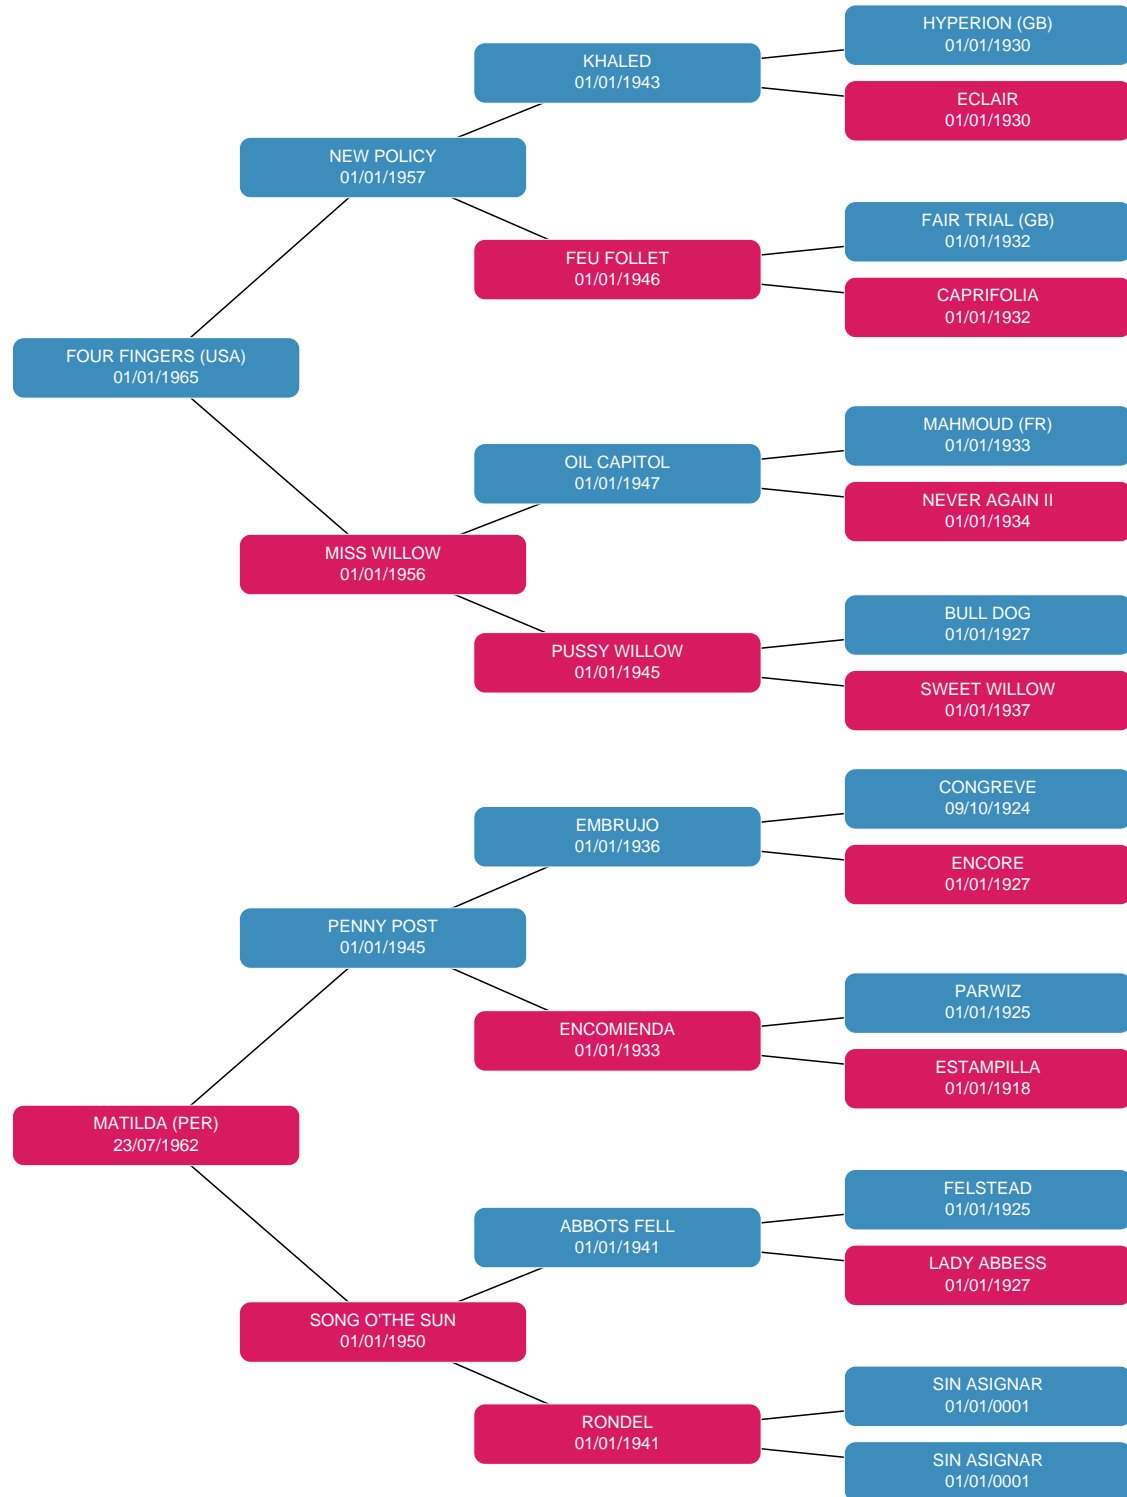 HYPERION (GB)
01/01/1930
KHALED
01/01/1943
ECLAIR
01/01/1930
NEW POLICY
01/01/1957
FAIR TRIAL (GB)
01/01/1932
FEU FOLLET
01/01/1946
CAPRIFOLIA
01/01/1932
FOUR FINGERS (USA)
01/01/1965
MAHMOUD (FR)
01/01/1933
OIL CAPITOL
01/01/1947
NEVER AGAIN II
01/01/1934
MISS WILLOW
01/01/1956
BULL DOG
01/01/1927
PUSSY WILLOW
01/01/1945
SWEET WILLOW
01/01/1937
CONGREVE
09/10/1924
EMBRUJO
01/01/1936
ENCORE
01/01/1927
PENNY POST
01/01/1945
PARWIZ
01/01/1925
ENCOMIENDA
01/01/1933
ESTAMPILLA
01/01/1918
MATILDA (PER)
23/07/1962
FELSTEAD
01/01/1925
ABBOTS FELL
01/01/1941
LADY ABBESS
01/01/1927
SONG O'THE SUN
01/01/1950
SIN ASIGNAR
01/01/0001
RONDEL
01/01/1941
SIN ASIGNAR
01/01/0001